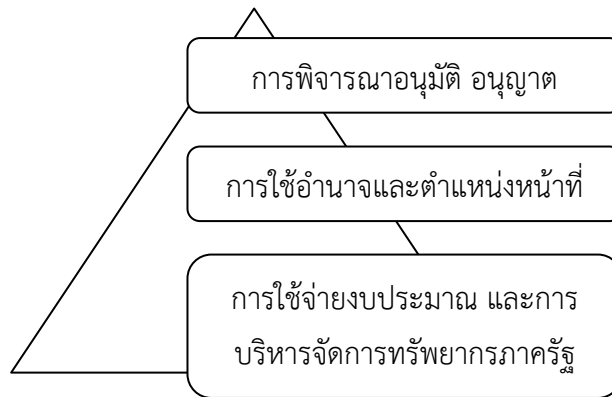 การพิจารณาอนุมัติ อนุญาต
การใช้อำนาจและตำแหน่งหน้าที่
การใช้จ่ายงบประมาณ และการ
บริหารจัดการทรัพยากรภาครัฐ